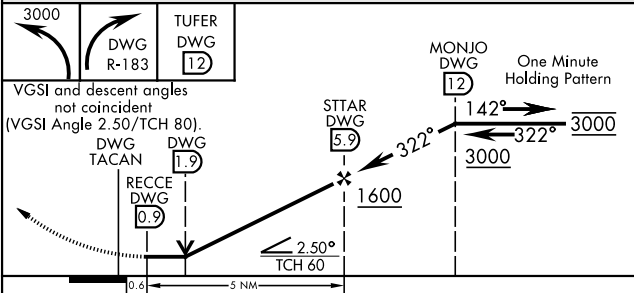 3000
DWG
R-183
TUFER
DWG
12
VGSI and descent angles
not coincident
(VGSI Angle 2.50/TCH 80).
DWG
TACAN
RECCE
DWG
0.9
DWG
1.9
STTAR
DWG
5.9
1600
322°
MONJO
DWG
12
One Minute
Holding Pattern
142°
322°
3000
3000
2.50°
TCH 60
0.6
5 NM